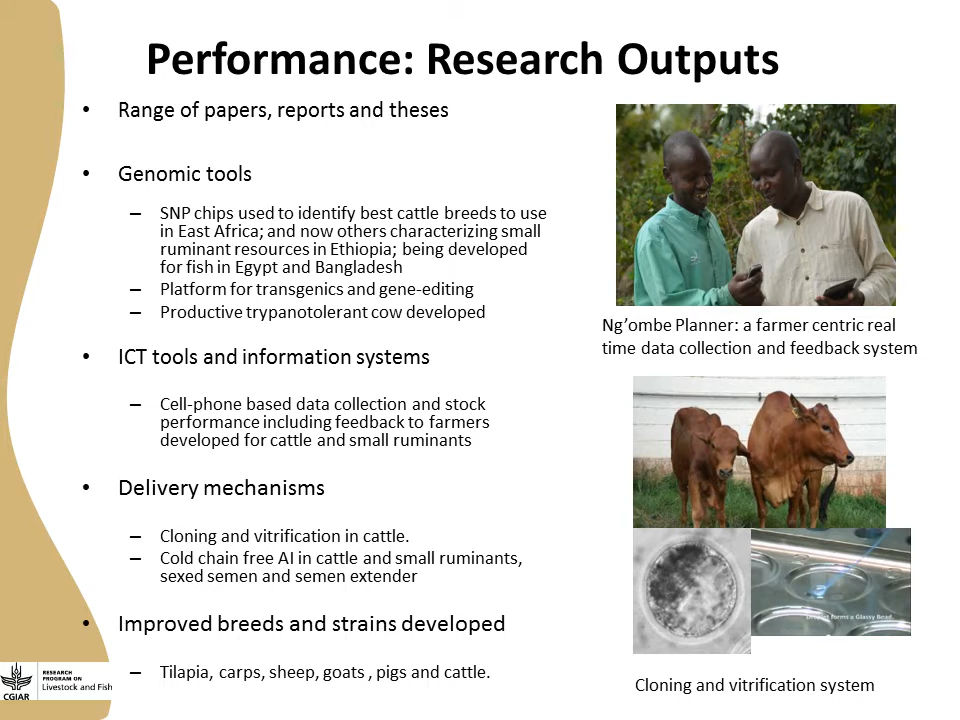 Performance: Research Outputs
• Range of papers, reports and theses
• Genomic tools
– SNP chips used to identify best cattle breeds to use
in East Africa; and now others characterizing small
ruminant resources in Ethiopia; being developed
for fish in Egypt and Bangladesh
– Platform for transgenics and gene-editing
– Productive trypanotolerant cow developed
• ICT tools and information systems
– Cell-phone based data collection and stock
performance including feedback to farmers
developed for cattle and small ruminants
• Delivery mechanisms
– Cloning and vitrification in cattle.
– Cold chain free AI in cattle and small ruminants,
sexed semen and semen extender
• Improved breeds and strains developed
– Tilapia, carps, sheep, goats , pigs and cattle.
Ng’ombe Planner: a farmer centric real
time data collection and feedback system
Forms a Glassy Bead.
Cloning and vitrification system
CGIAR
RESEARCH
PROGRAM ON
Livestock and Fish